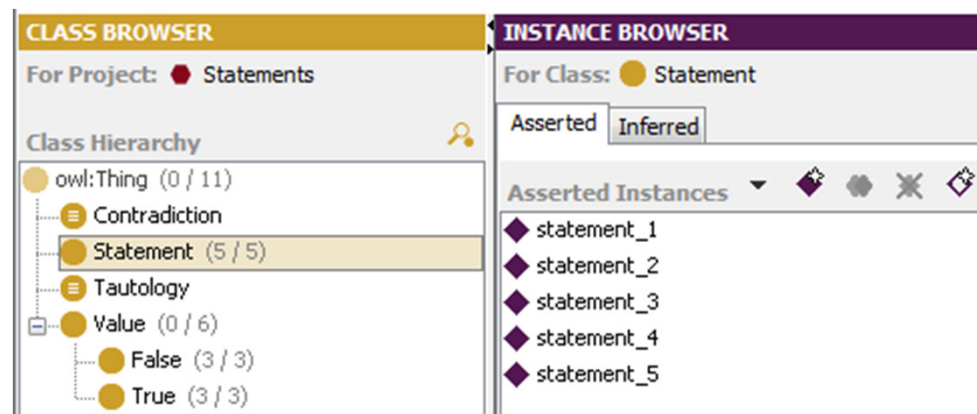 CLASS BROWSER
For Project: Statements
Class Hierarchy
owl:Thing (0 / 11)
Contradiction
Statement (5 / 5)
Tautology
Value (0 / 6)
False (3 / 3)
True (3 / 3)
INSTANCE BROWSER
For Class: Statement
Asserted Inferred
Asserted Instances
statement_1
statement_2
statement_3
statement_4
statement_5